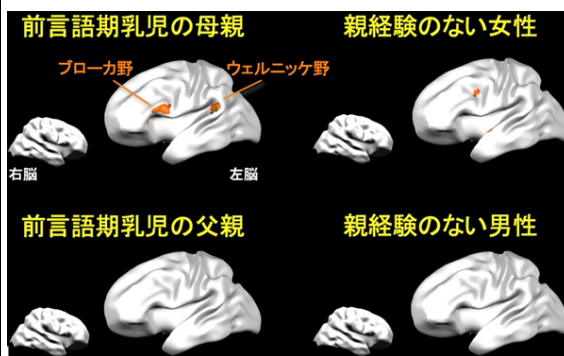 前言語期乳児の母親
親経験のない女性
ブローカ野
ウェルニッケ野
右脳
左脳
前言語期乳児の父親
親経験のない男性